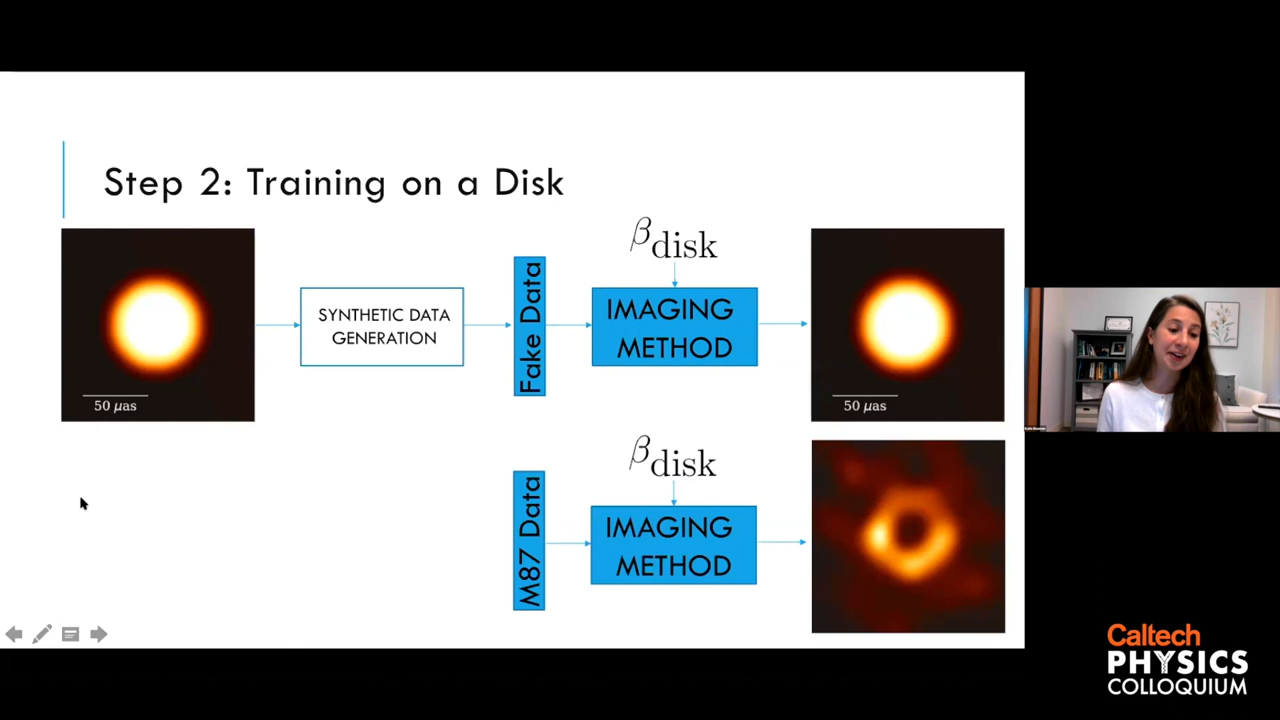 Step 2: Training on a Disk
50 μas
SYNTHETIC DATA
GENERATION
Fake Data
βdisk
IMAGING
METHOD
50 μas
M87 Data
βdisk
IMAGING
METHOD
Caltech
PHYSICS
COLLOQUIUM